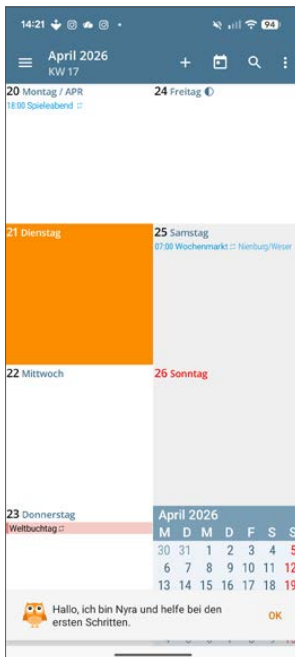 14:21
94
April 2026
KW 17
20 Montag / APR
18:00 Spieleabend
21 Dienstag
22 Mittwoch
23 Donnerstag
Weltbuchtag
24 Freitag
25 Samstag
07:00 Wochenmarkt Nienburg/Weser
26 Sonntag
April 2026
M D M D F S S
30 31 1 2 3 4 5
6 7 8 9 10 11 12
13 14 15 16 17 18 19
Hallo, ich bin Nyra und helfe bei den
ersten Schritten.
OK